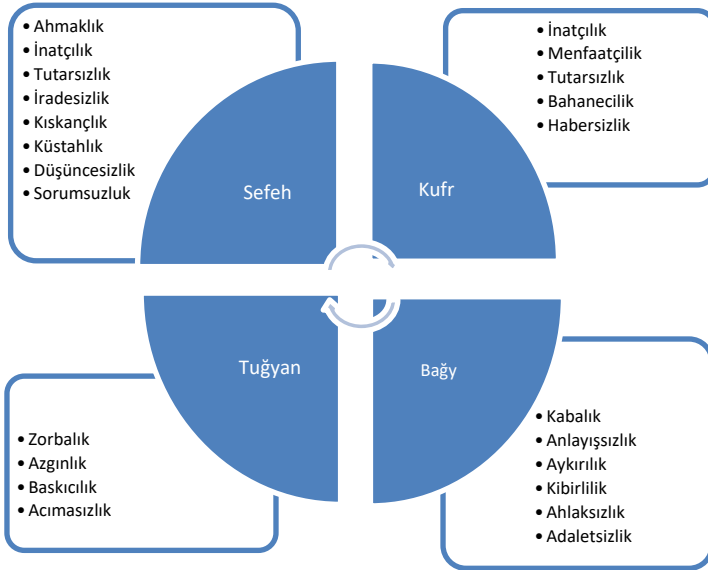 • Ahmaklık
• İnatçılık
• Tutarsızlık
• İradesizlik
• Kıskançlık
• Küstahlık
• Düşüncesizlik
• Sorumsuzluk
Sefeh
• İnatçılık
• Menfaatçilik
• Tutarsızlık
• Bahanecilik
• Habersizlik
Kufr
Tuğyan
• Zorbalık
• Azgınlık
• Baskıcılık
• Acımasızlık
Bağy
• Kabalık
• Anlayışsızlık
• Aykırılık
• Kibirlilik
• Ahlaksızlık
• Adaletsizlik